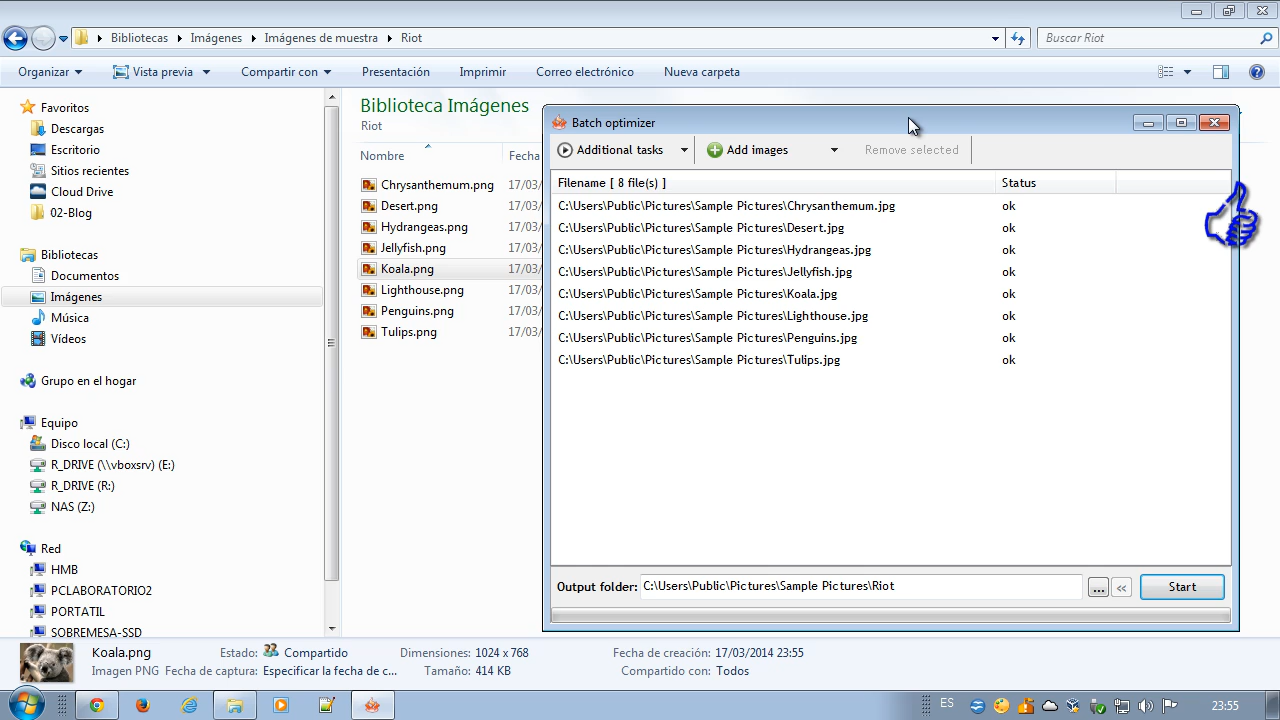 Bibliotecas Imágenes Imágenes de muestra Riot
Buscar Riot
Organizar Vista previa Compartir con Presentación Imprimir Correo electrónico Nueva carpeta
Favoritos
Descargas
Escritorio
Sitios recientes
Cloud Drive
02-Blog
Bibliotecas
Documentos
Imágenes
Música
Vídeos
Grupo en el hogar
Equipo
Disco local (C:)
R_DRIVE (\\vboxsrv) (E:)
R_DRIVE (R:)
NAS (Z:)
Red
HMB
PCLABORATORIO2
PORTATIL
SOBREMESA-SSD
Biblioteca Imágenes
Riot
Nombre Fecha
Chrysanthemum.png 17/03/
Desert.png 17/03/
Hydrangeas.png 17/03/
Jellyfish.png 17/03/
Koala.png 17/03/
Lighthouse.png 17/03/
Penguins.png 17/03/
Tulips.png 17/03/
Batch optimizer
Additional tasks Add images Remove selected
Filename [ 8 file(s) ] Status
C:\Users\Public\Pictures\Sample Pictures\Chrysanthemum.jpg ok
C:\Users\Public\Pictures\Sample Pictures\Desert.jpg ok
C:\Users\Public\Pictures\Sample Pictures\Hydrangeas.jpg ok
C:\Users\Public\Pictures\Sample Pictures\Jellyfish.jpg ok
C:\Users\Public\Pictures\Sample Pictures\Koala.jpg ok
C:\Users\Public\Pictures\Sample Pictures\Lighthouse.jpg ok
C:\Users\Public\Pictures\Sample Pictures\Penguins.jpg ok
C:\Users\Public\Pictures\Sample Pictures\Tulips.jpg ok
Output folder: C:\Users\Public\Pictures\Sample Pictures\Riot ... « Start
Koala.png Estado: Compartido Dimensiones: 1024 x 768 Fecha de creación: 17/03/2014 23:55
Imagen PNG Fecha de captura: Especificar la fecha de c... Tamaño: 414 KB Compartido con: Todos
ES 23:55